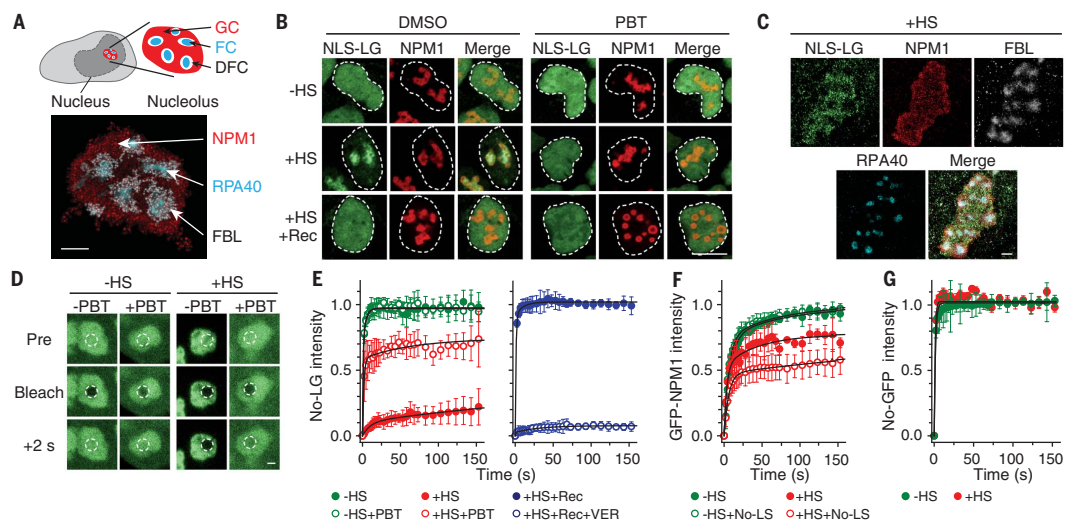 A
GC
FC
DFC
Nucleus
Nucleolus
NPM1
RPA40
FBL
B
DMSO
PBT
NLS-LG NPM1 Merge NLS-LG NPM1 Merge
-HS
+HS
+HS
+Rec
C
+HS
NLS-LG NPM1 FBL
RPA40 Merge
D
-HS +HS
-PBT +PBT -PBT +PBT
Pre
Bleach
+2 s
E
No-LG intensity
1.0
0.5
0.0
0 50 100 150
0 50 100 150
Time (s)
-HS +HS +HS+Rec
-HS+PBT +HS+PBT +HS+Rec+VER
F
GFP-NPM1 intensity
1.0
0.5
0.0
0 50 100 150
Time (s)
-HS +HS
-HS+No-LS +HS+No-LS
G
No-GFP intensity
1.0
0.5
0.0
0 50 100 150
Time (s)
-HS +HS